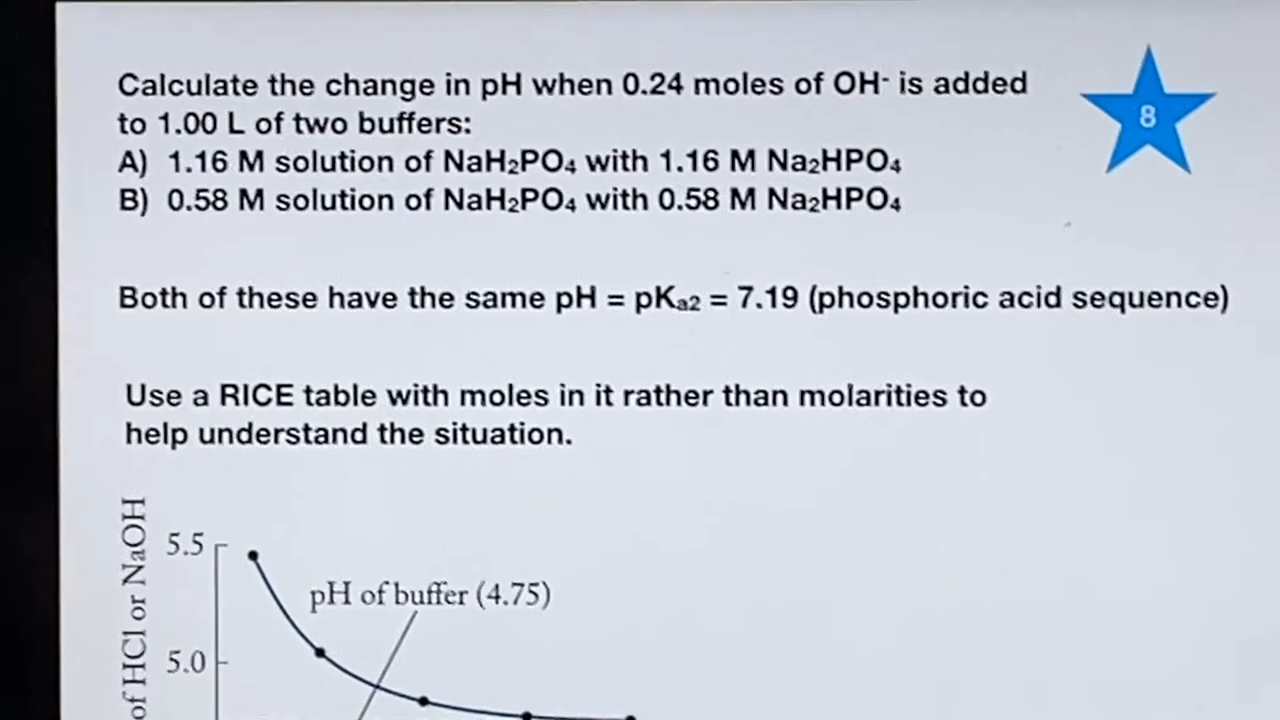 Calculate the change in pH when 0.24 moles of OH- is added
to 1.00 L of two buffers:
8
A) 1.16 M solution of NaH₂PO₄ with 1.16 M Na₂HPO₄
B) 0.58 M solution of NaH₂PO₄ with 0.58 M Na₂HPO₄
Both of these have the same pH = pKₐ₂ = 7.19 (phosphoric acid sequence)
Use a RICE table with moles in it rather than molarities to
help understand the situation.
of HCl or NaOH
5.5
pH of buffer (4.75)
5.0